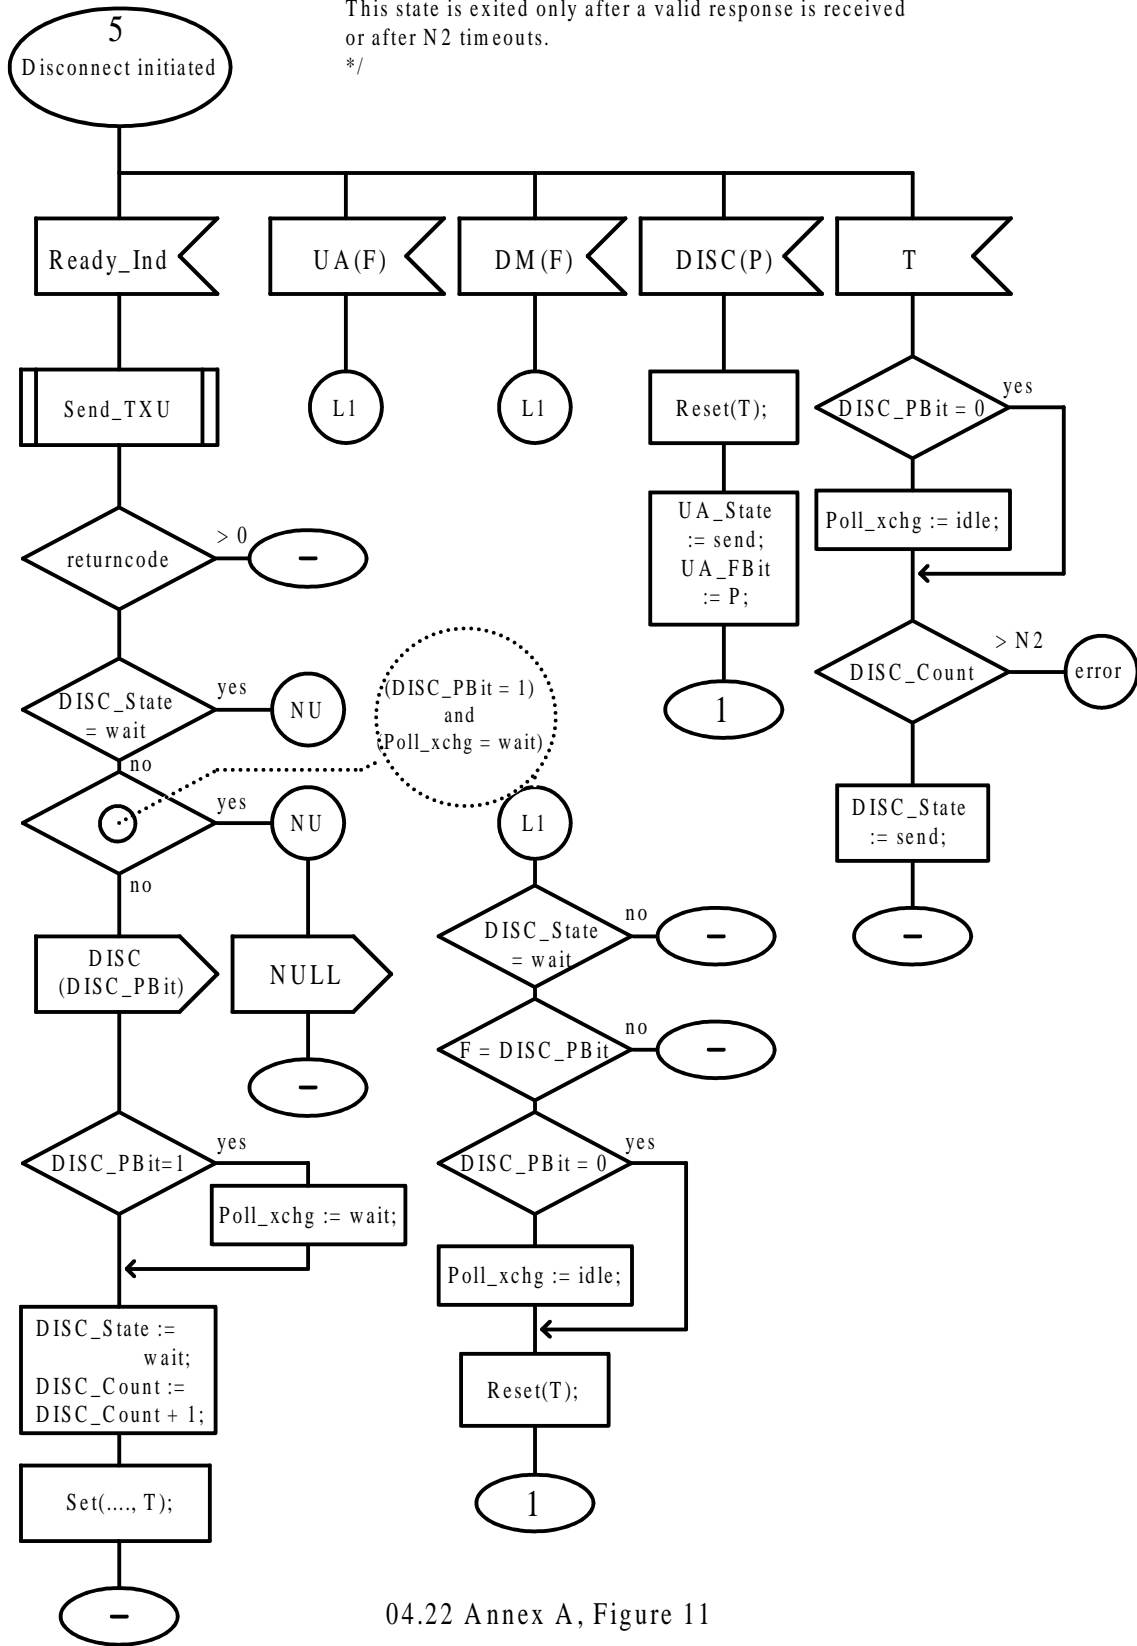 This state is exited only after a valid response is received
or after N2 timeouts.
*/
5
Disconnect initiated
Ready_Ind
UA(F)
DM(F)
DISC(P)
T
Send_TXU
L1
L1
Reset(T);
DISC_PBit = 0
yes
UA_State
:= send;
UA_FBit
:= P;
Poll_xchg := idle;
returncode
> 0
–
DISC_Count
> N2
error
DISC_State
= wait
yes
NU
no
(DISC_PBit = 1)
and
(Poll_xchg = wait)
1
yes
NU
no
L1
DISC_State
:= send;
–
DISC
(DISC_PBit)
NULL
–
DISC_State
= wait
no
–
F = DISC_PBit
no
–
DISC_PBit=1
yes
Poll_xchg := wait;
DISC_PBit = 0
yes
Poll_xchg := idle;
DISC_State :=
wait;
DISC_Count :=
DISC_Count + 1;
Reset(T);
Set(...., T);
1
–
04.22 Annex A, Figure 11